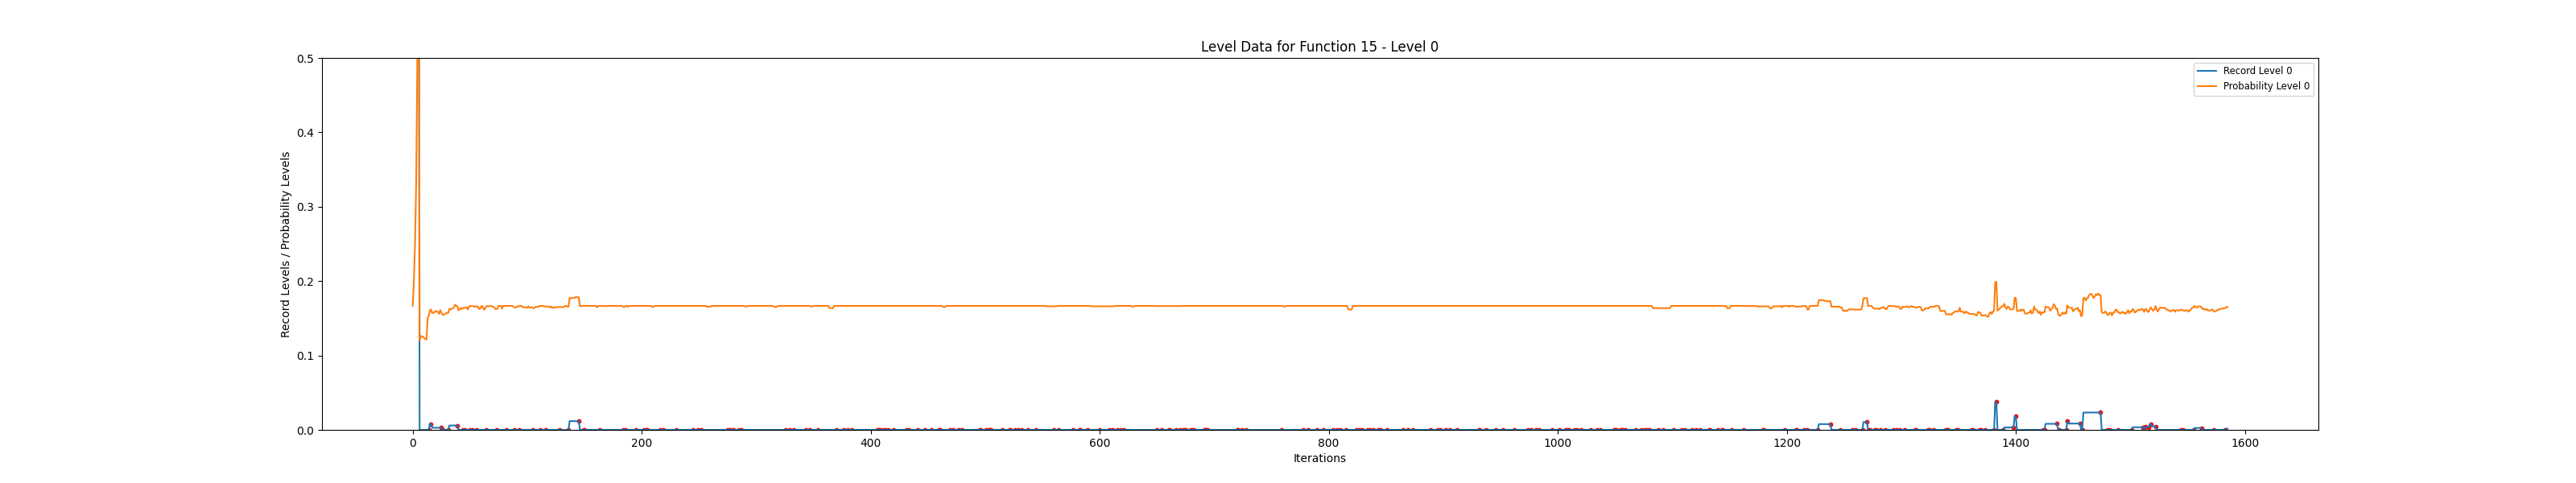 Level Data for Function 15 - Level 0
Record Level 0
Probability Level 0
Record Levels / Probability Levels
0.5
0.4
0.3
0.2
0.1
0.0
0 200 400 600 800 1000 1200 1400 1600
Iterations